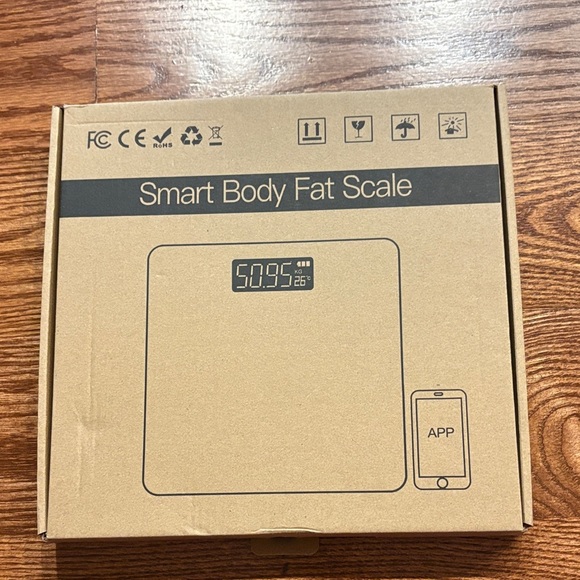 FC CE RoHS
Smart Body Fat Scale
50.95 KG 26°C
APP